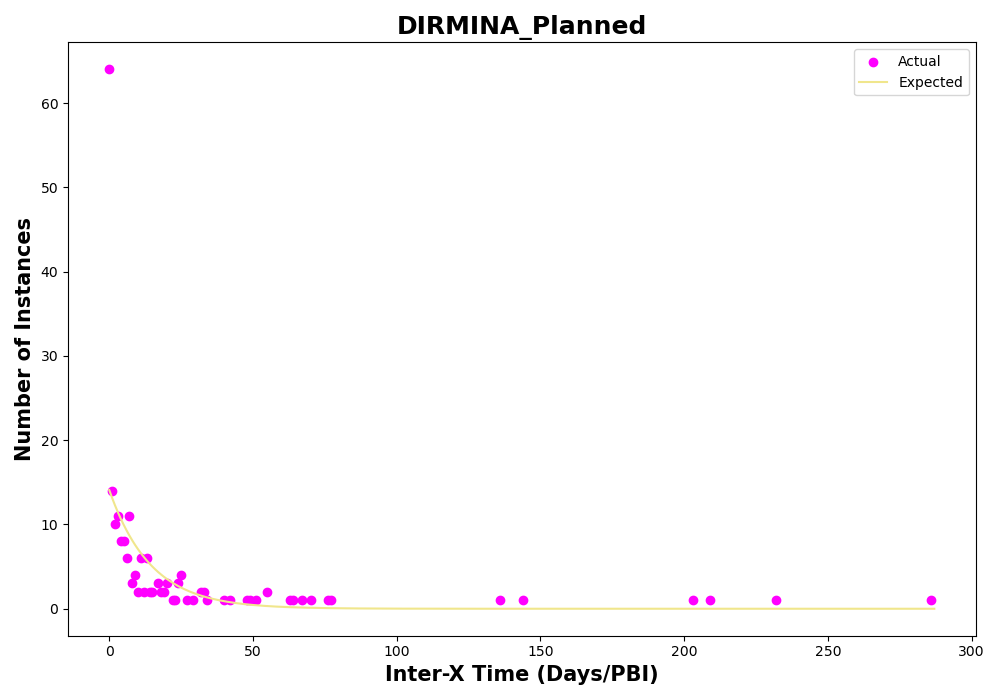 DIRMINA_Planned
Actual
Expected
60
50
40
30
20
10
0
Number of Instances
0
50
100
150
200
250
300
Inter-X Time (Days/PBI)